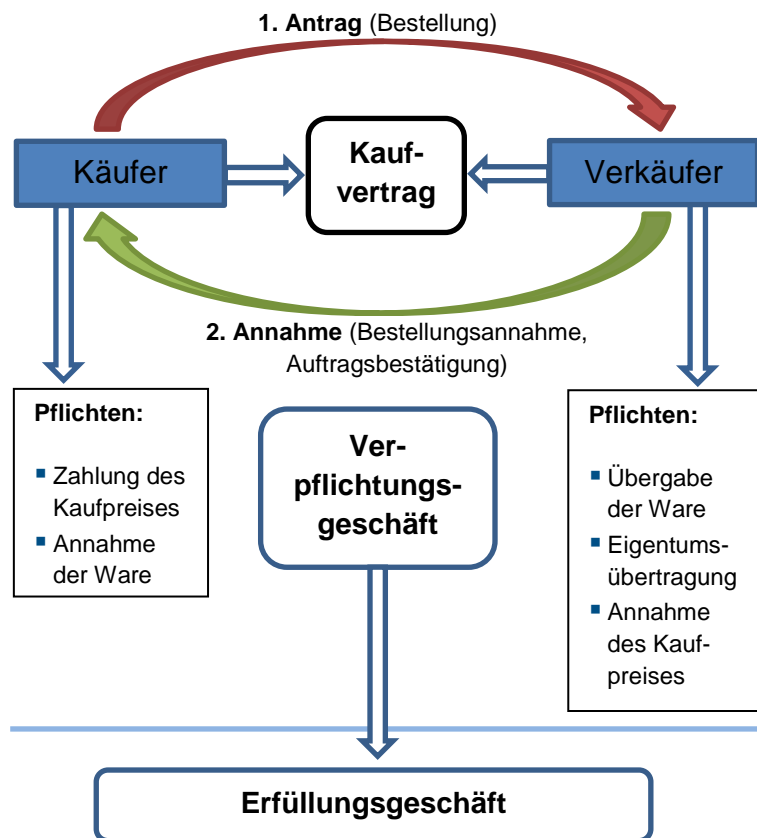 1. Antrag (Bestellung)
Käufer
Kauf-
vertrag
Verkäufer
2. Annahme (Bestellungsannahme,
Auftragsbestätigung)
Pflichten:
▪ Zahlung des
Kaufpreises
▪ Annahme
der Ware
Ver-
pflichtungs-
geschäft
Pflichten:
▪ Übergabe
der Ware
▪ Eigentums-
übertragung
▪ Annahme
des Kauf-
preises
Erfüllungsgeschäft